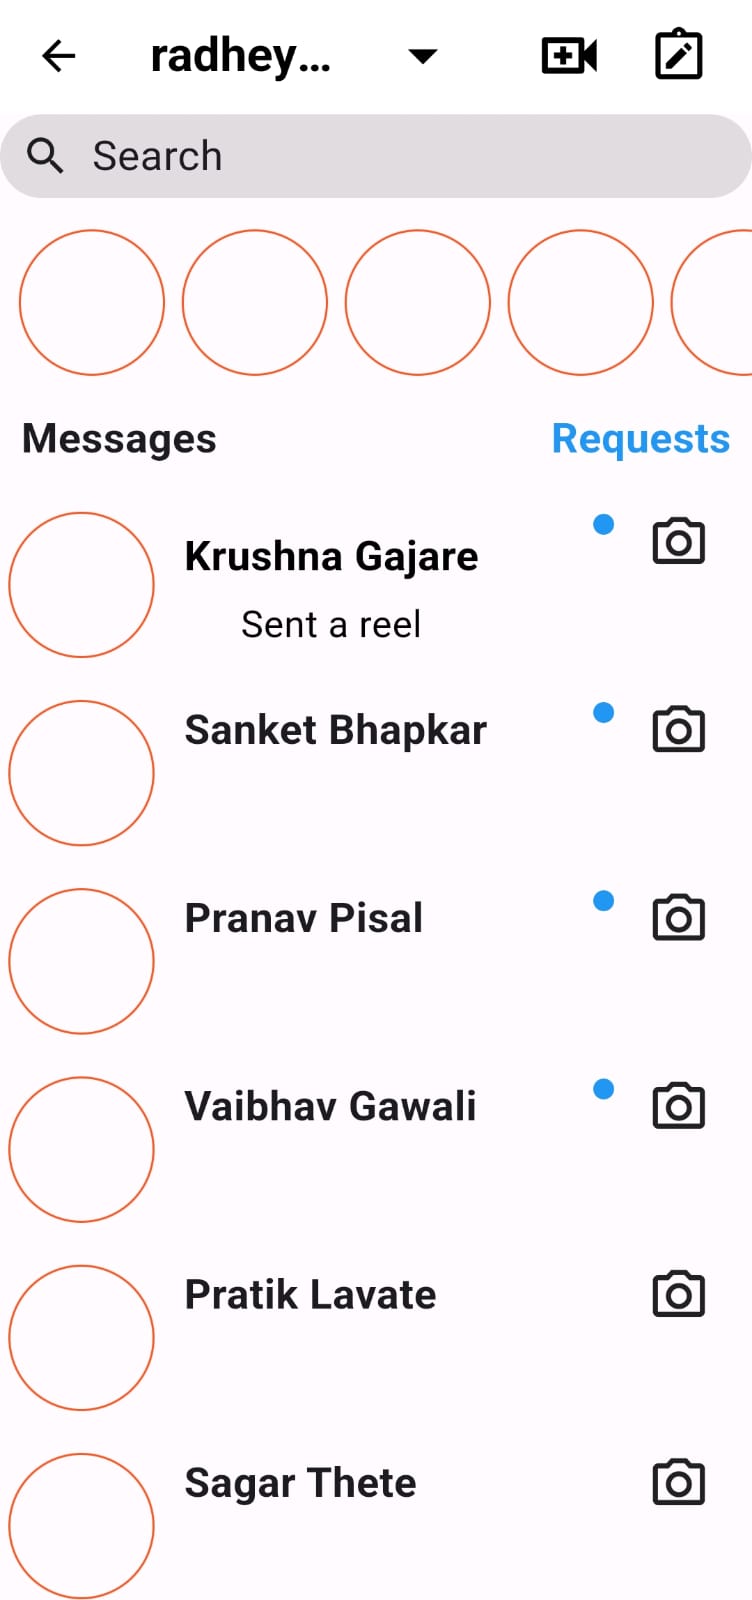 radhey...
Search
Messages
Requests
Krushna Gajare
Sent a reel
Sanket Bhapkar
Pranav Pisal
Vaibhav Gawali
Pratik Lavate
Sagar Thete